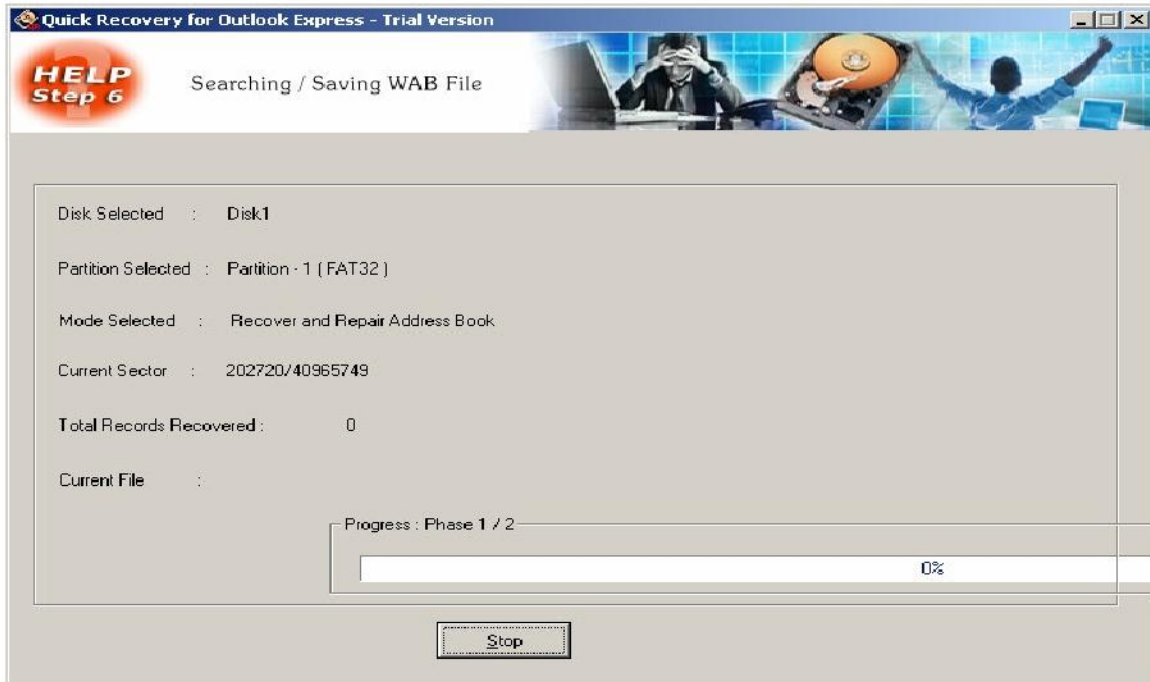 Quick Recovery for Outlook Express - Trial Version
HELP
Step 6
Searching / Saving WAB File
Disk Selected : Disk1
Partition Selected : Partition - 1 ( FAT32 )
Mode Selected : Recover and Repair Address Book
Current Sector : 202720/40965749
Total Records Recovered : 0
Current File :
Progress : Phase 1 / 2
0%
Stop